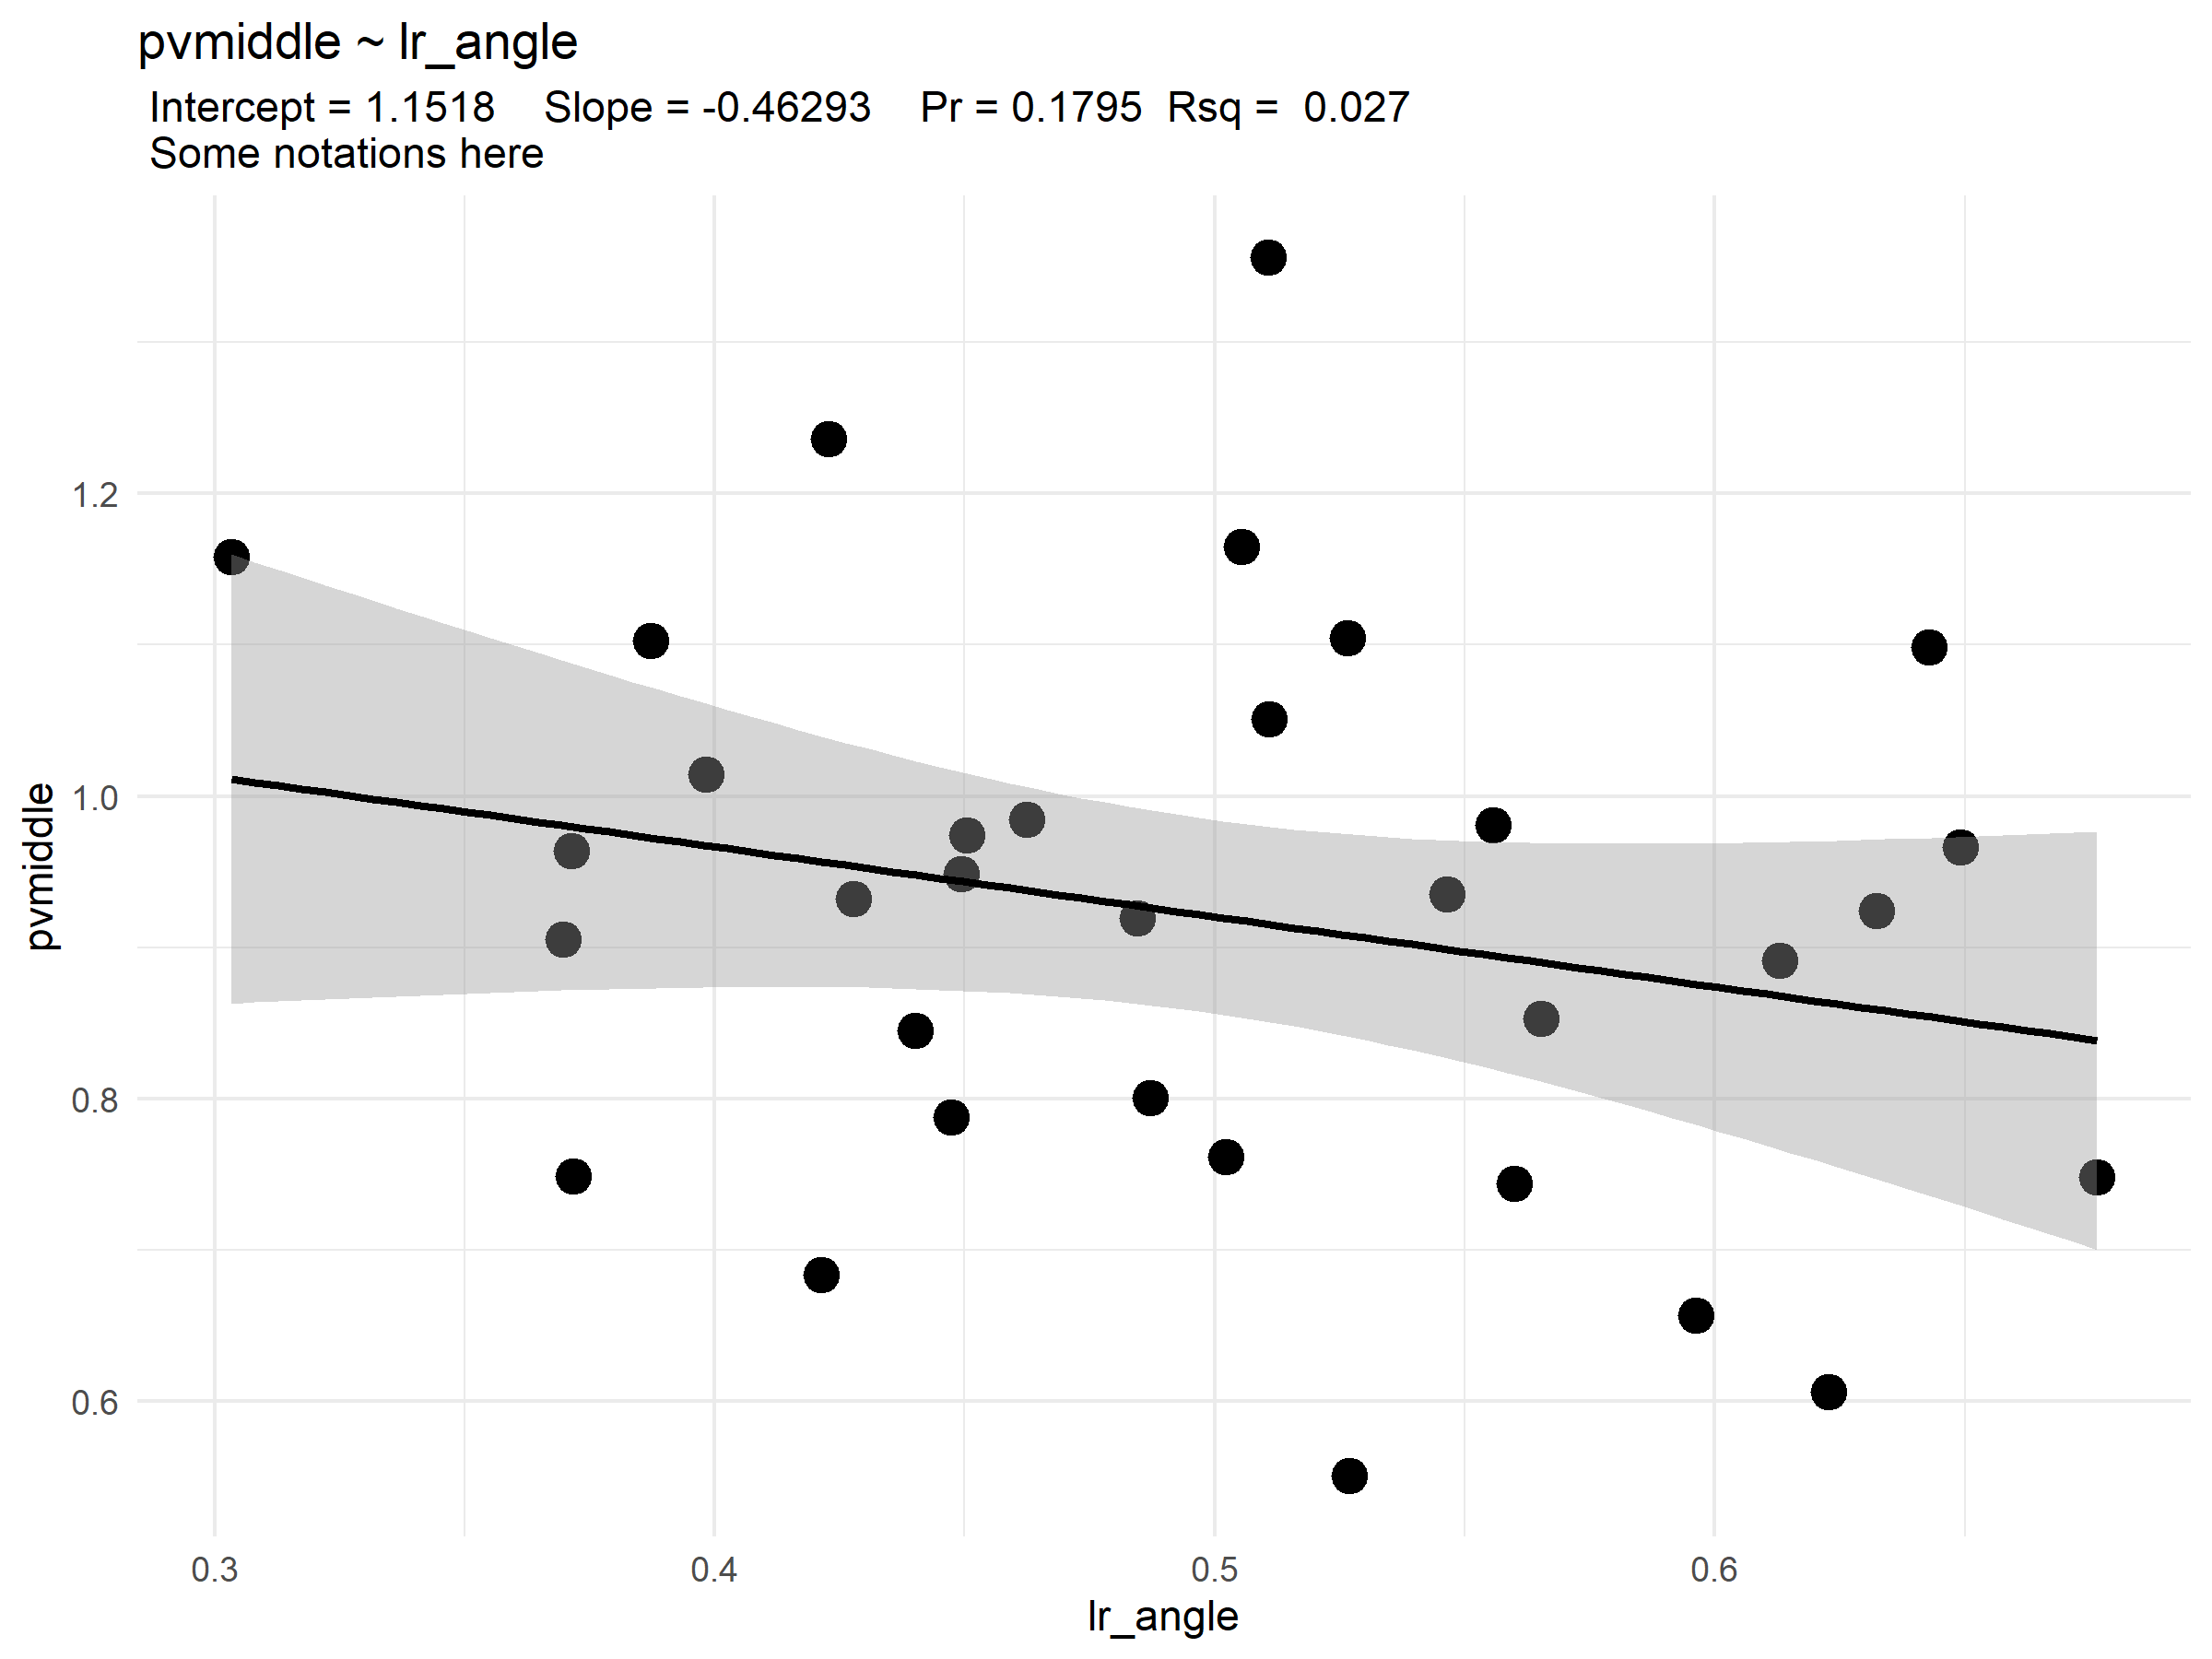 pvmiddle ~ lr_angle
Intercept = 1.1518 Slope = -0.46293 Pr = 0.1795 Rsq = 0.027
Some notations here
pvmiddle
1.2
1.0
0.8
0.6
0.3 0.4 0.5 0.6
lr_angle